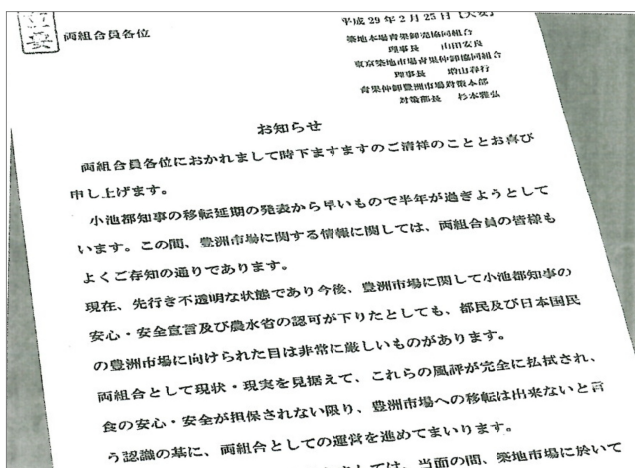 両組合員各位
平成29年2月25日【大安】
築地本場青果卸売協同組合
理事長 山田安良
東京築地市場青果仲卸協同組合
理事長 増山春行
青果仲卸豊洲市場対策本部
対策部長 杉本雅弘
お知らせ
両組合員各位におかれまして時下ますますのご清祥のこととお喜び
申し上げます。
小池都知事の移転延期の発表から早いもので半年が過ぎようとして
います。この間、豊洲市場に関する情報に関しては、両組合員の皆様も
よくご存知の通りであります。
現在、先行き不透明な状態であり今後、豊洲市場に関して小池都知事の
安心・安全宣言及び農水省の認可が下りたとしても、都民及び日本国民
の豊洲市場に向けられた目は非常に厳しいものがあります。
両組合として現状・現実を見据えて、これらの風評が完全に払拭され、
食の安心・安全が担保されない限り、豊洲市場への移転は出来ないと言
う認識の基に、両組合としての運営を進めてまいります。
しては、当面の間、築地市場に於いて